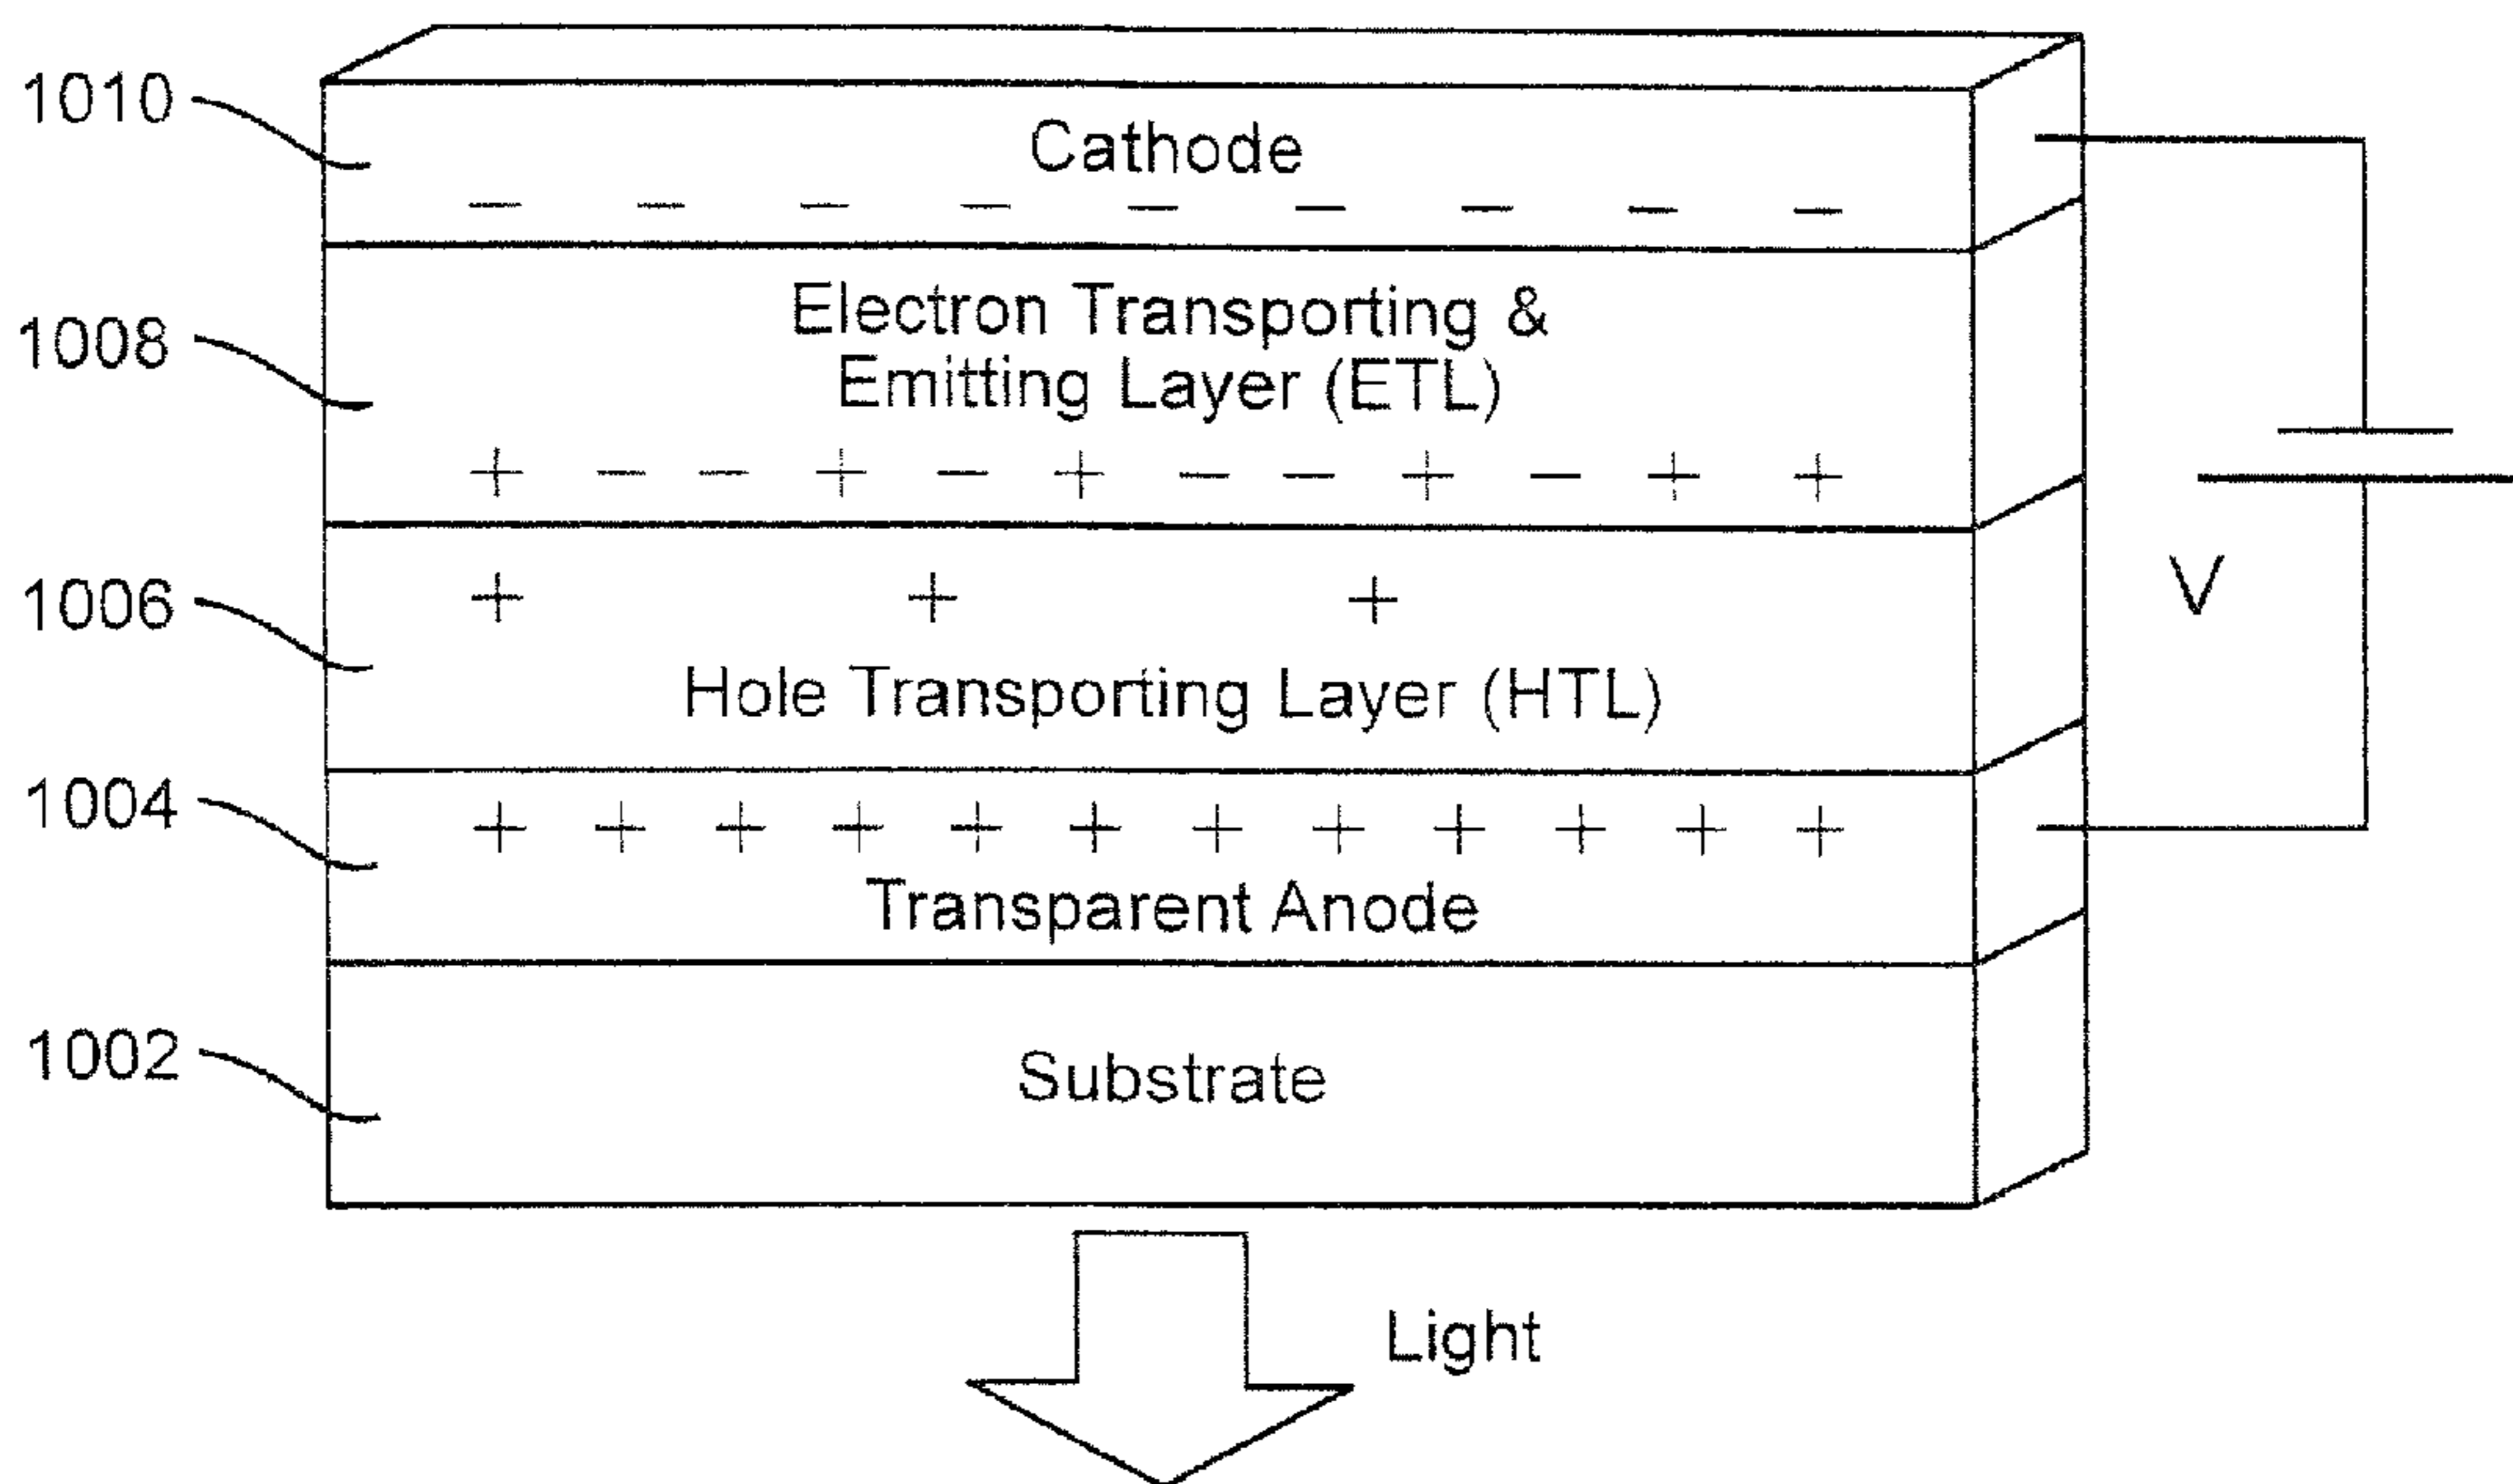 1010
Cathode
1008
Electron Transporting &
Emitting Layer (ETL)
1006
Hole Transporting Layer (HTL)
V
1004
Transparent Anode
1002
Substrate
Light